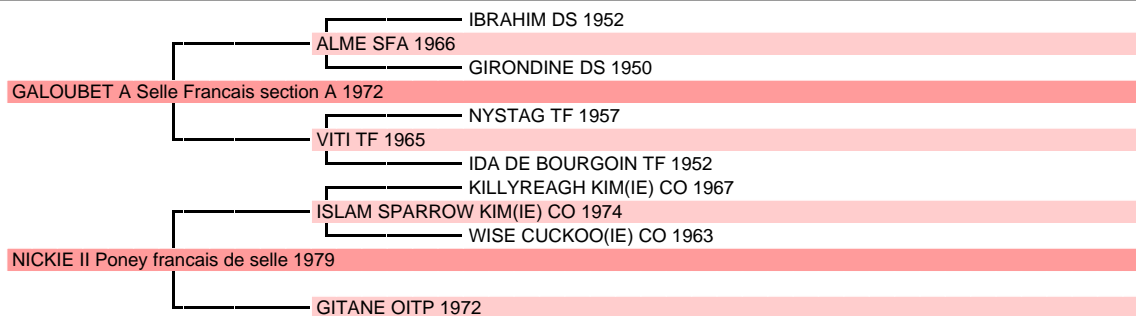 IBRAHIM DS 1952
ALME SFA 1966
GIRONDINE DS 1950
GALOUBET A Selle Francais section A 1972
NYSTAG TF 1957
VITI TF 1965
IDA DE BOURGOIN TF 1952
KILLYREAGH KIM(IE) CO 1967
ISLAM SPARROW KIM(IE) CO 1974
WISE CUCKOO(IE) CO 1963
NICKIE II Poney francais de selle 1979
GITANE OITP 1972